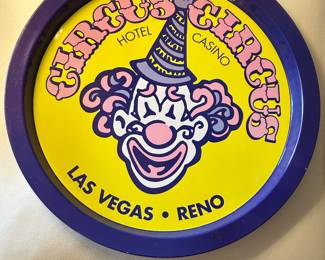 CIRCUS CIRCUS
HOTEL CASINO
LAS VEGAS • RENO